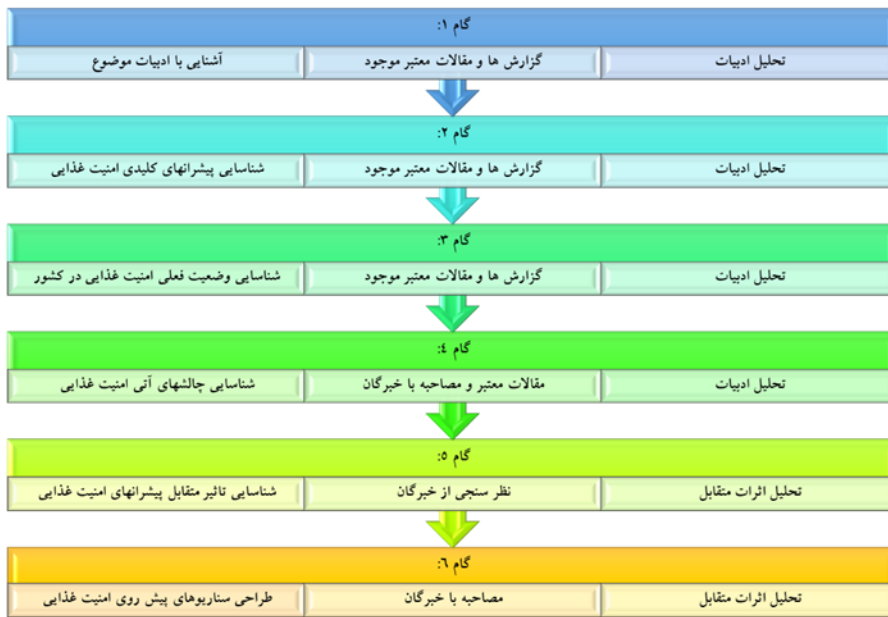 گام ۱:
تحلیل ادبیات	گزارش ها و مقالات معتبر موجود	آشنایی با ادبیات موضوع
گام ۲:
تحلیل ادبیات	گزارش ها و مقالات معتبر موجود	شناسایی پیشرانهای کلیدی امنیت غذایی
گام ۳:
تحلیل ادبیات	گزارش ها و مقالات معتبر موجود	شناسایی وضعیت فعلی امنیت غذایی در کشور
گام ٤:
تحلیل ادبیات	مقالات معتبر و مصاحبه با خبرگان	شناسایی چالشهای آتی امنیت غذایی
گام ٥:
تحلیل اثرات متقابل	نظر سنجی از خبرگان	شناسایی تاثیر متقابل پیشرانهای امنیت غذایی
گام ٦:
تحلیل اثرات متقابل	مصاحبه با خبرگان	طراحی سناریوهای پیش روی امنیت غذایی